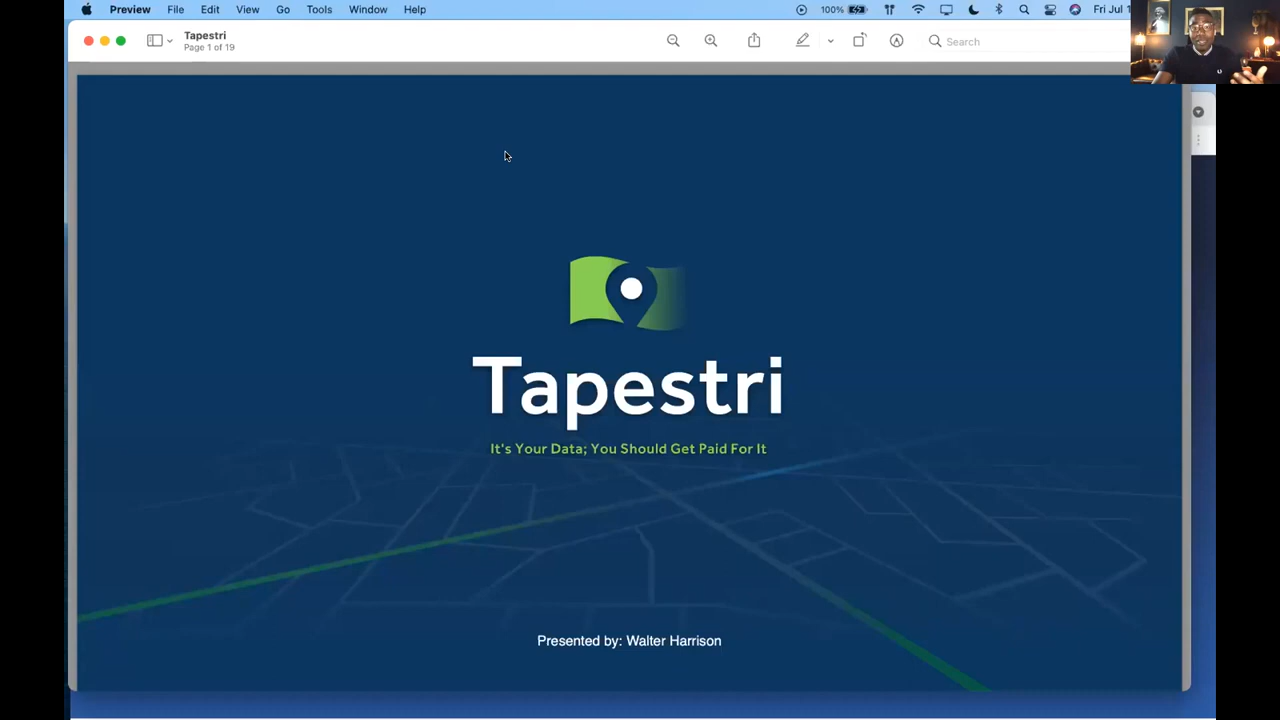 Preview File Edit View Go Tools Window Help 100% Fri Jul 1
Tapestri
Page 1 of 19
Search
Tapestri
It's Your Data; You Should Get Paid For It
Presented by: Walter Harrison